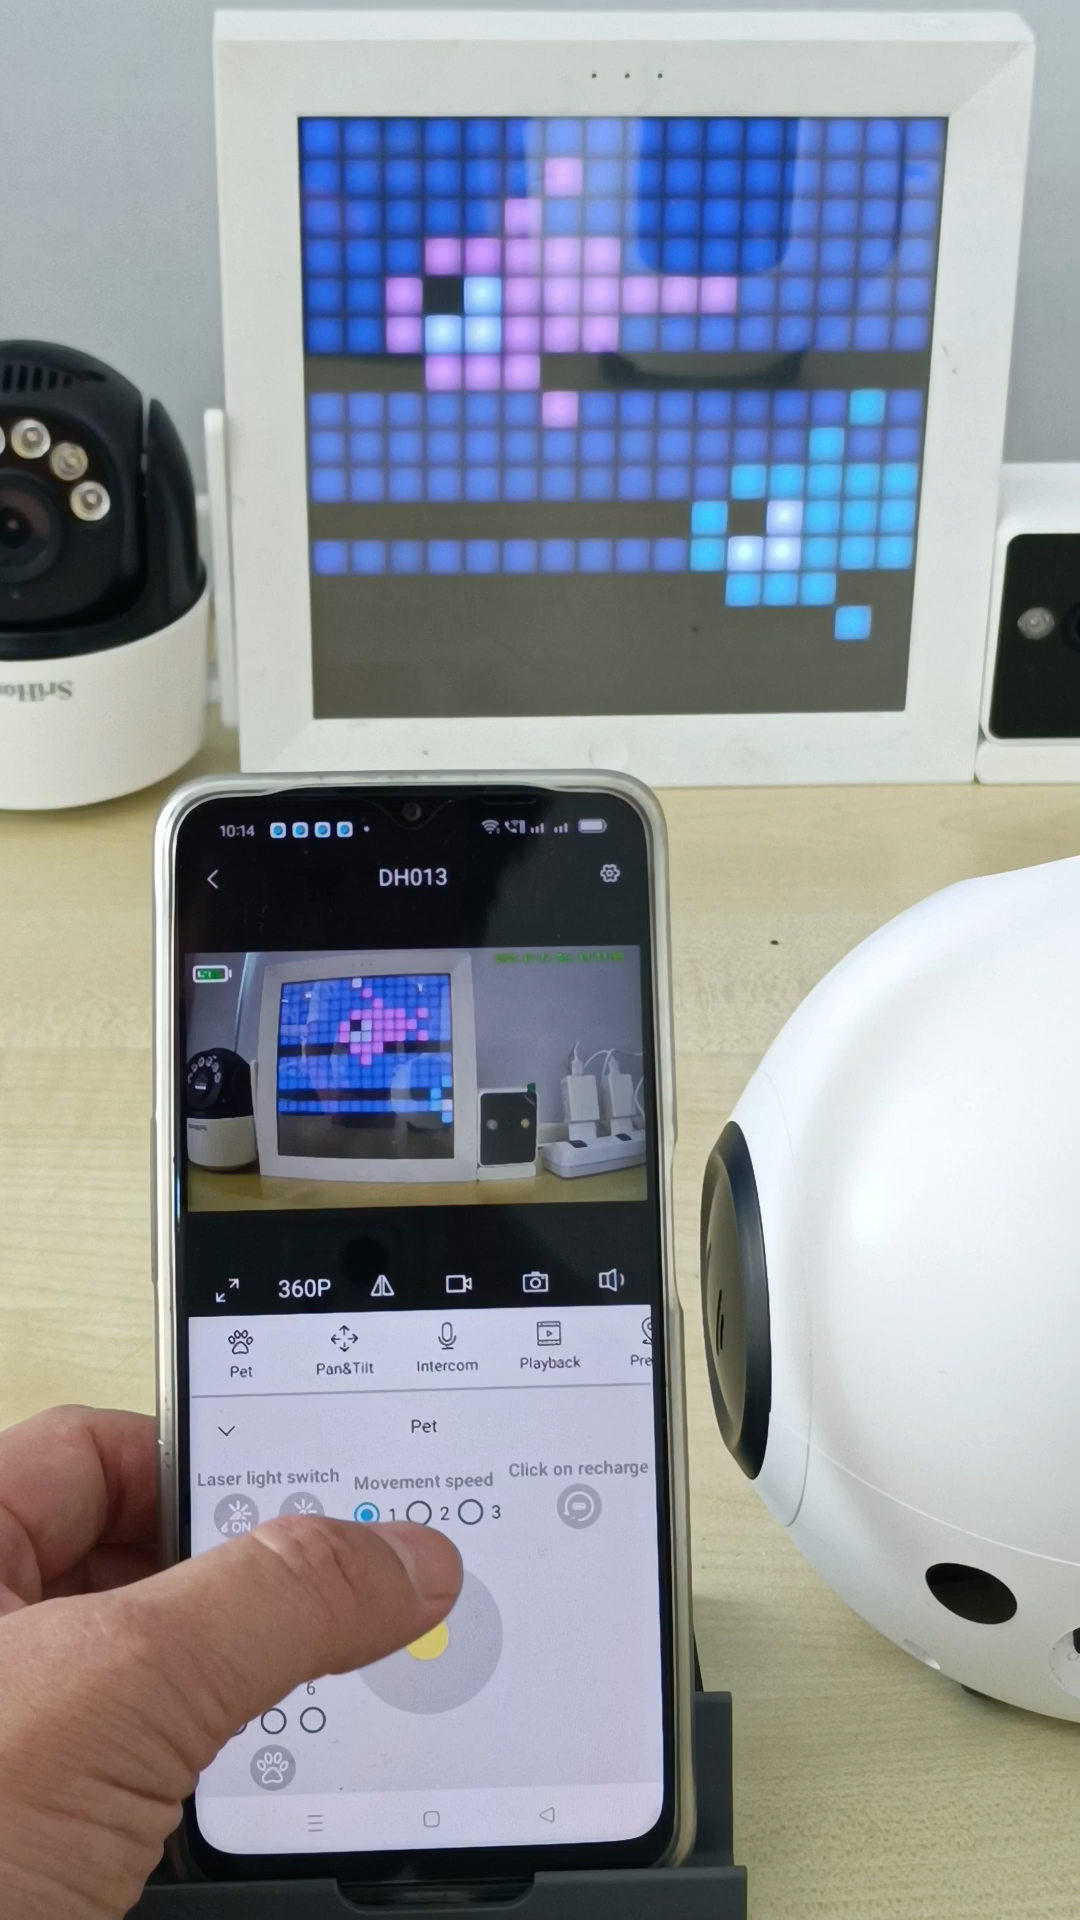 SriHo
10:14
DH013
360P
Pet
Pan&Tilt
Intercom
Playback
Pre
Pet
Laser light switch
Movement speed
Click on recharge
ON
1
2
3
6